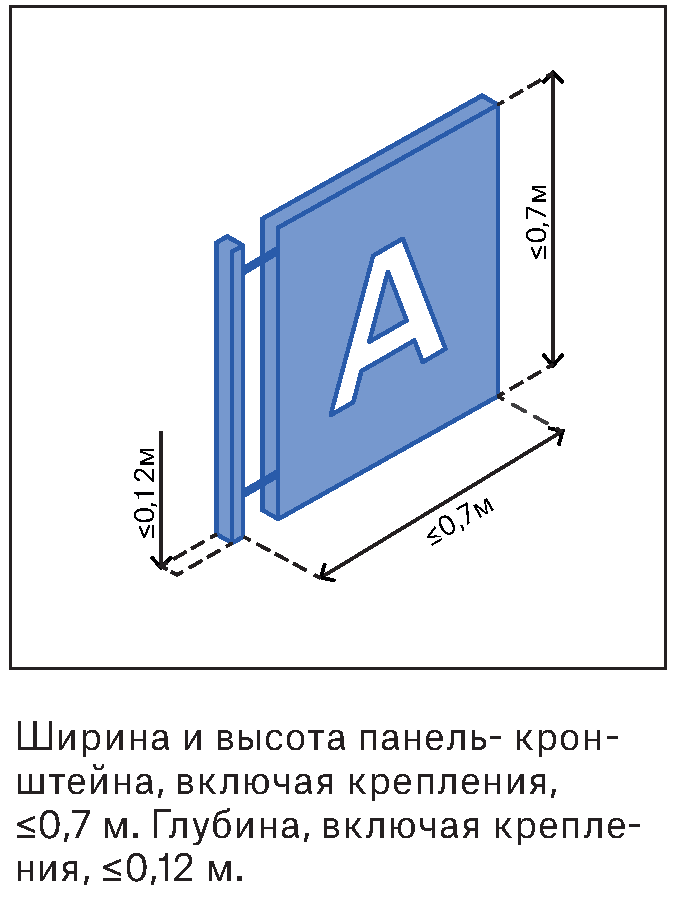 А
≤0,7м
≤0,12м
≤0,7м
Ширина и высота панель- крон-
штейна, включая крепления,
≤0,7 м. Глубина, включая крепле-
ния, ≤0,12 м.